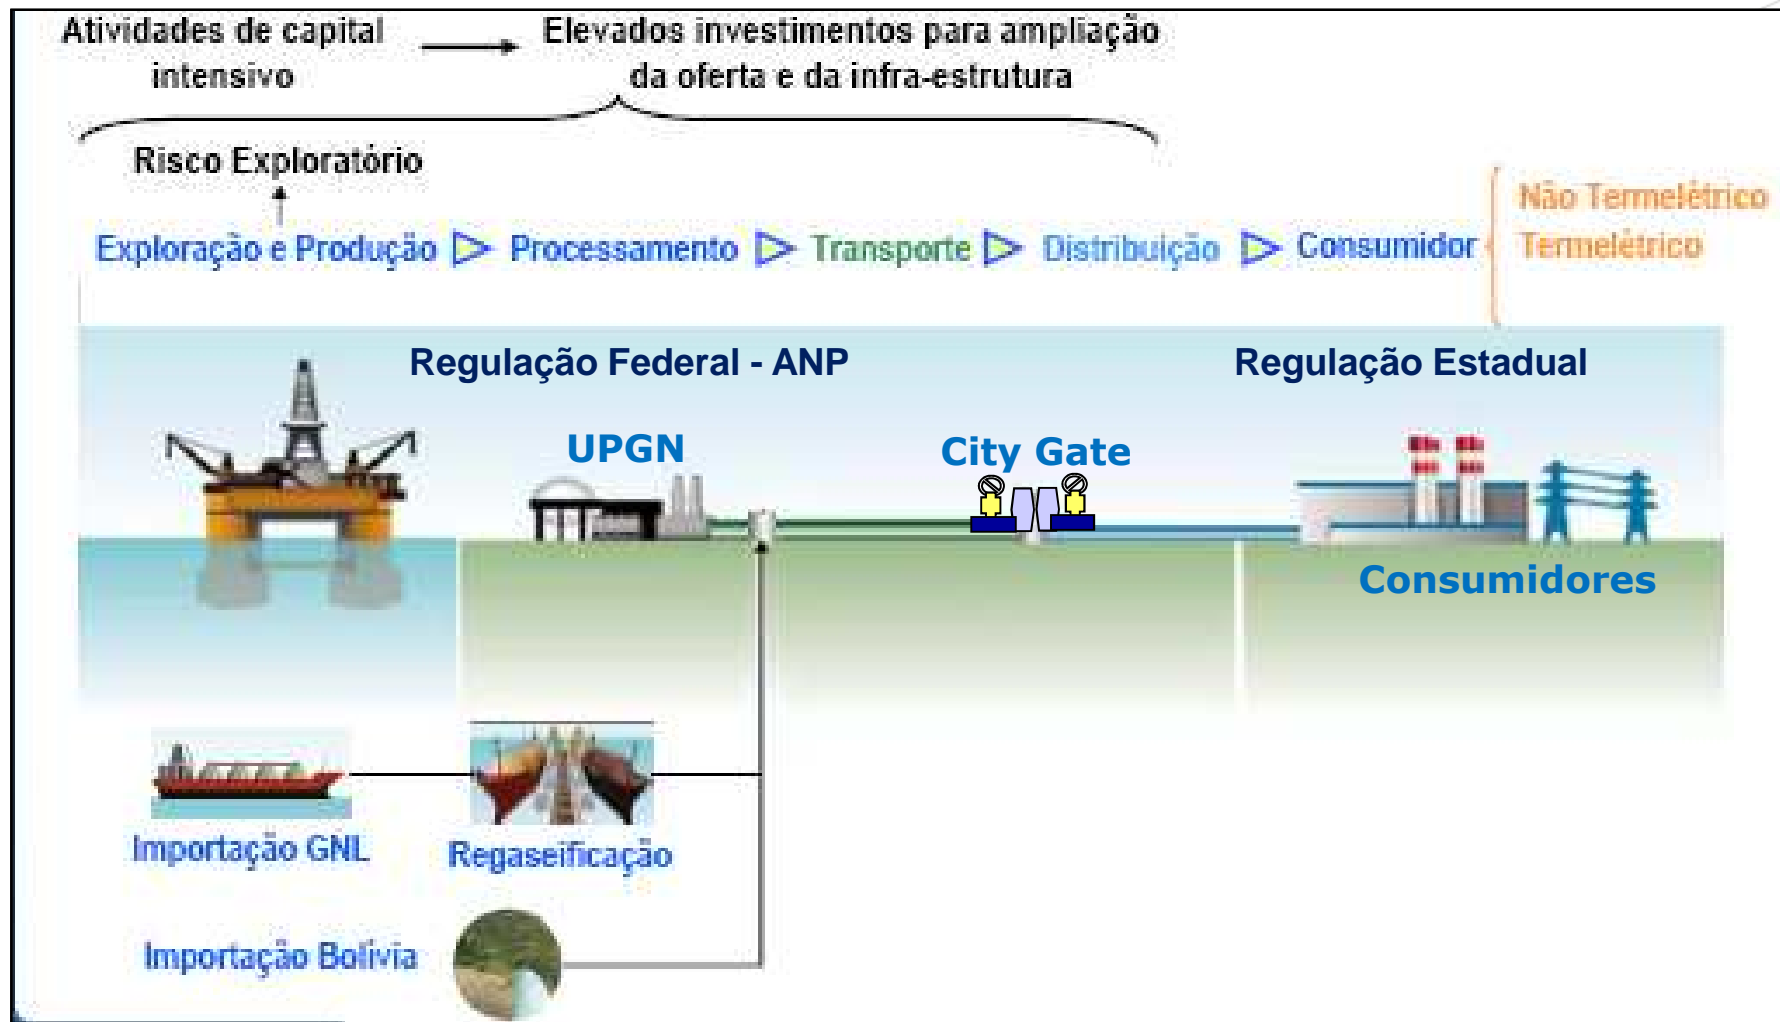 Atividades de capital
intensivo
Elevados investimentos para ampliação
da oferta e da infra-estrutura
Risco Exploratório
Exploração e Produção
Processamento
Transporte
Distribuição
Consumidor
Não Termelétrico
Termelétrico
Regulação Federal - ANP
Regulação Estadual
UPGN
City Gate
Consumidores
Importação GNL
Regaseificação
Importação Bolívia